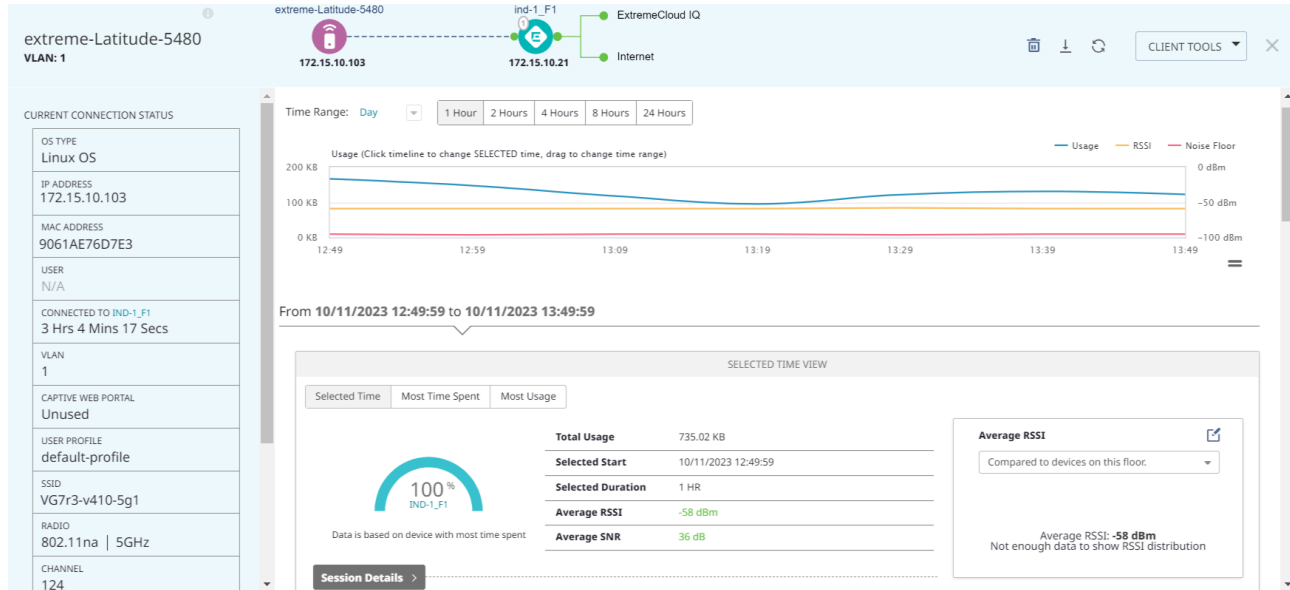 extreme-Latitude-5480
VLAN: 1
extreme-Latitude-5480
172.15.10.103
ind-1_F1
1
E
172.15.10.21
ExtremeCloud IQ
Internet
CLIENT TOOLS
CURRENT CONNECTION STATUS
OS TYPE
Linux OS
IP ADDRESS
172.15.10.103
MAC ADDRESS
9061AE76D7E3
USER
N/A
CONNECTED TO IND-1_F1
3 Hrs 4 Mins 17 Secs
VLAN
1
CAPTIVE WEB PORTAL
Unused
USER PROFILE
default-profile
SSID
VG7r3-v410-5g1
RADIO
802.11na | 5GHz
CHANNEL
124
Time Range: Day
1 Hour 2 Hours 4 Hours 8 Hours 24 Hours
Usage (Click timeline to change SELECTED time, drag to change time range)
Usage RSSI Noise Floor
200 KB 0 dBm
100 KB -50 dBm
0 KB -100 dBm
12:49 12:59 13:09 13:19 13:29 13:39 13:49
From 10/11/2023 12:49:59 to 10/11/2023 13:49:59
SELECTED TIME VIEW
Selected Time Most Time Spent Most Usage
100 %
IND-1_F1
Data is based on device with most time spent
Total Usage 735.02 KB
Selected Start 10/11/2023 12:49:59
Selected Duration 1 HR
Average RSSI -58 dBm
Average SNR 36 dB
Session Details >
Average RSSI
Compared to devices on this floor.
Average RSSI: -58 dBm
Not enough data to show RSSI distribution